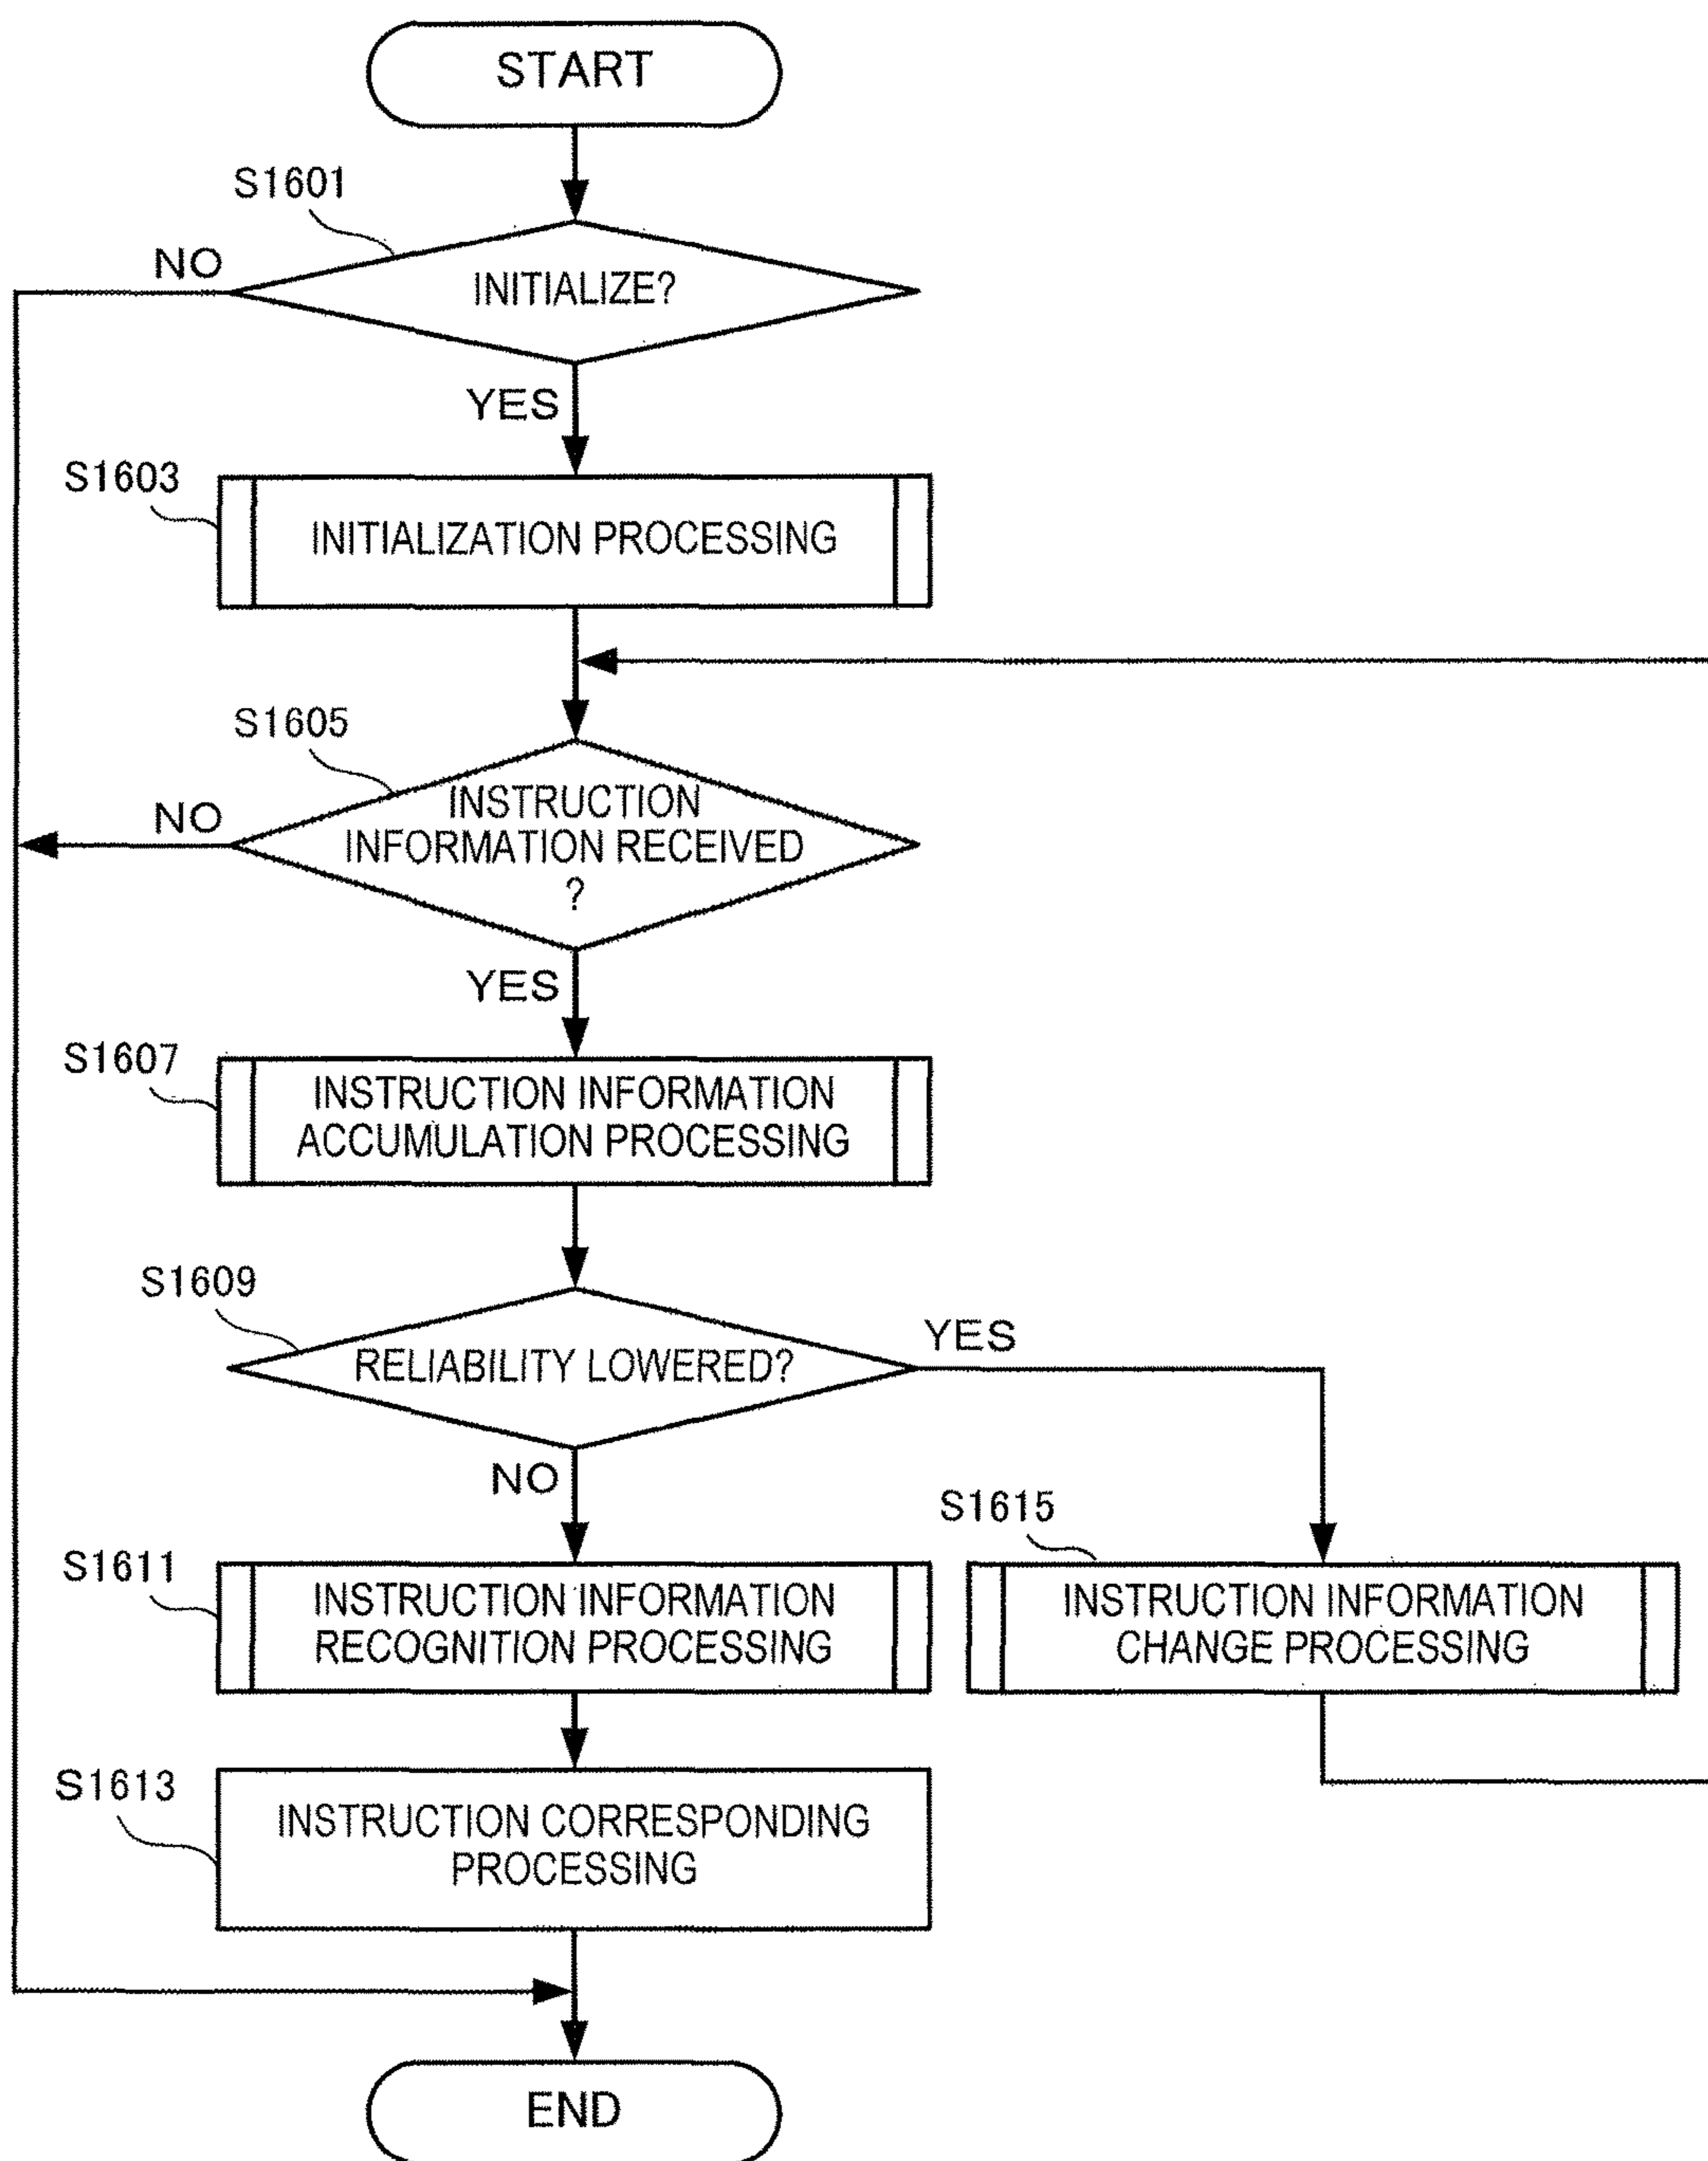 START
S1601
NO
INITIALIZE?
YES
S1603
INITIALIZATION PROCESSING
S1605
NO
INSTRUCTION
INFORMATION RECEIVED
?
YES
S1607
INSTRUCTION INFORMATION
ACCUMULATION PROCESSING
S1609
RELIABILITY LOWERED?
YES
NO
S1611
INSTRUCTION INFORMATION
RECOGNITION PROCESSING
S1615
INSTRUCTION INFORMATION
CHANGE PROCESSING
S1613
INSTRUCTION CORRESPONDING
PROCESSING
END